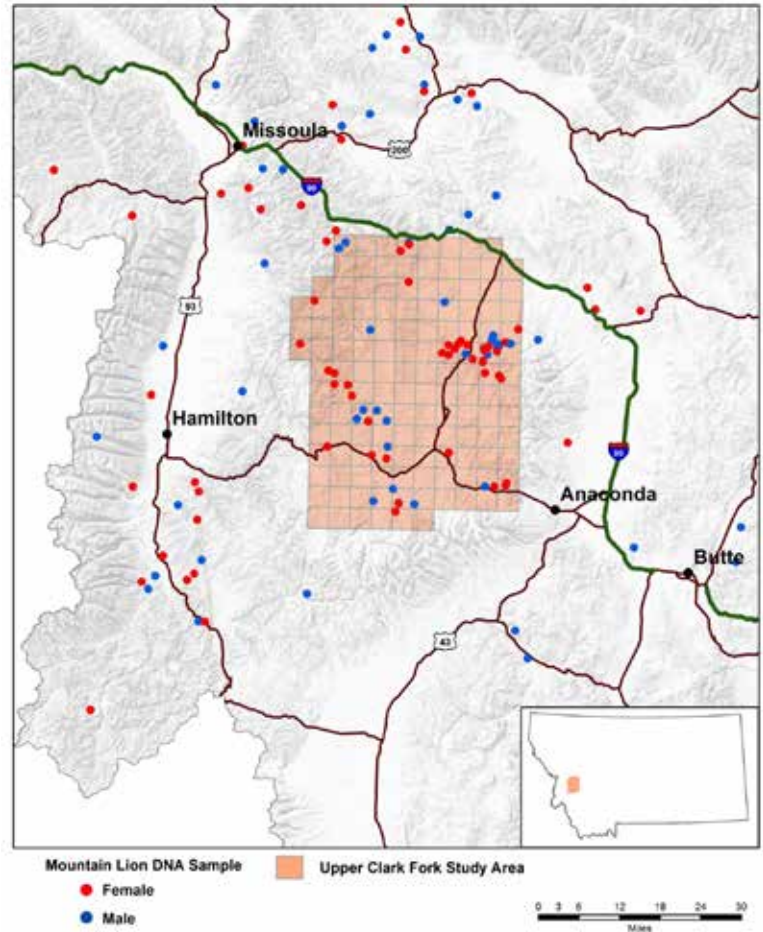 Missoula
200
90
93
Hamilton
90
Anaconda
Butte
43
Mountain Lion DNA Sample
Upper Clark Fork Study Area
Female
Male
0 3 6 12 18 24 30
Miles